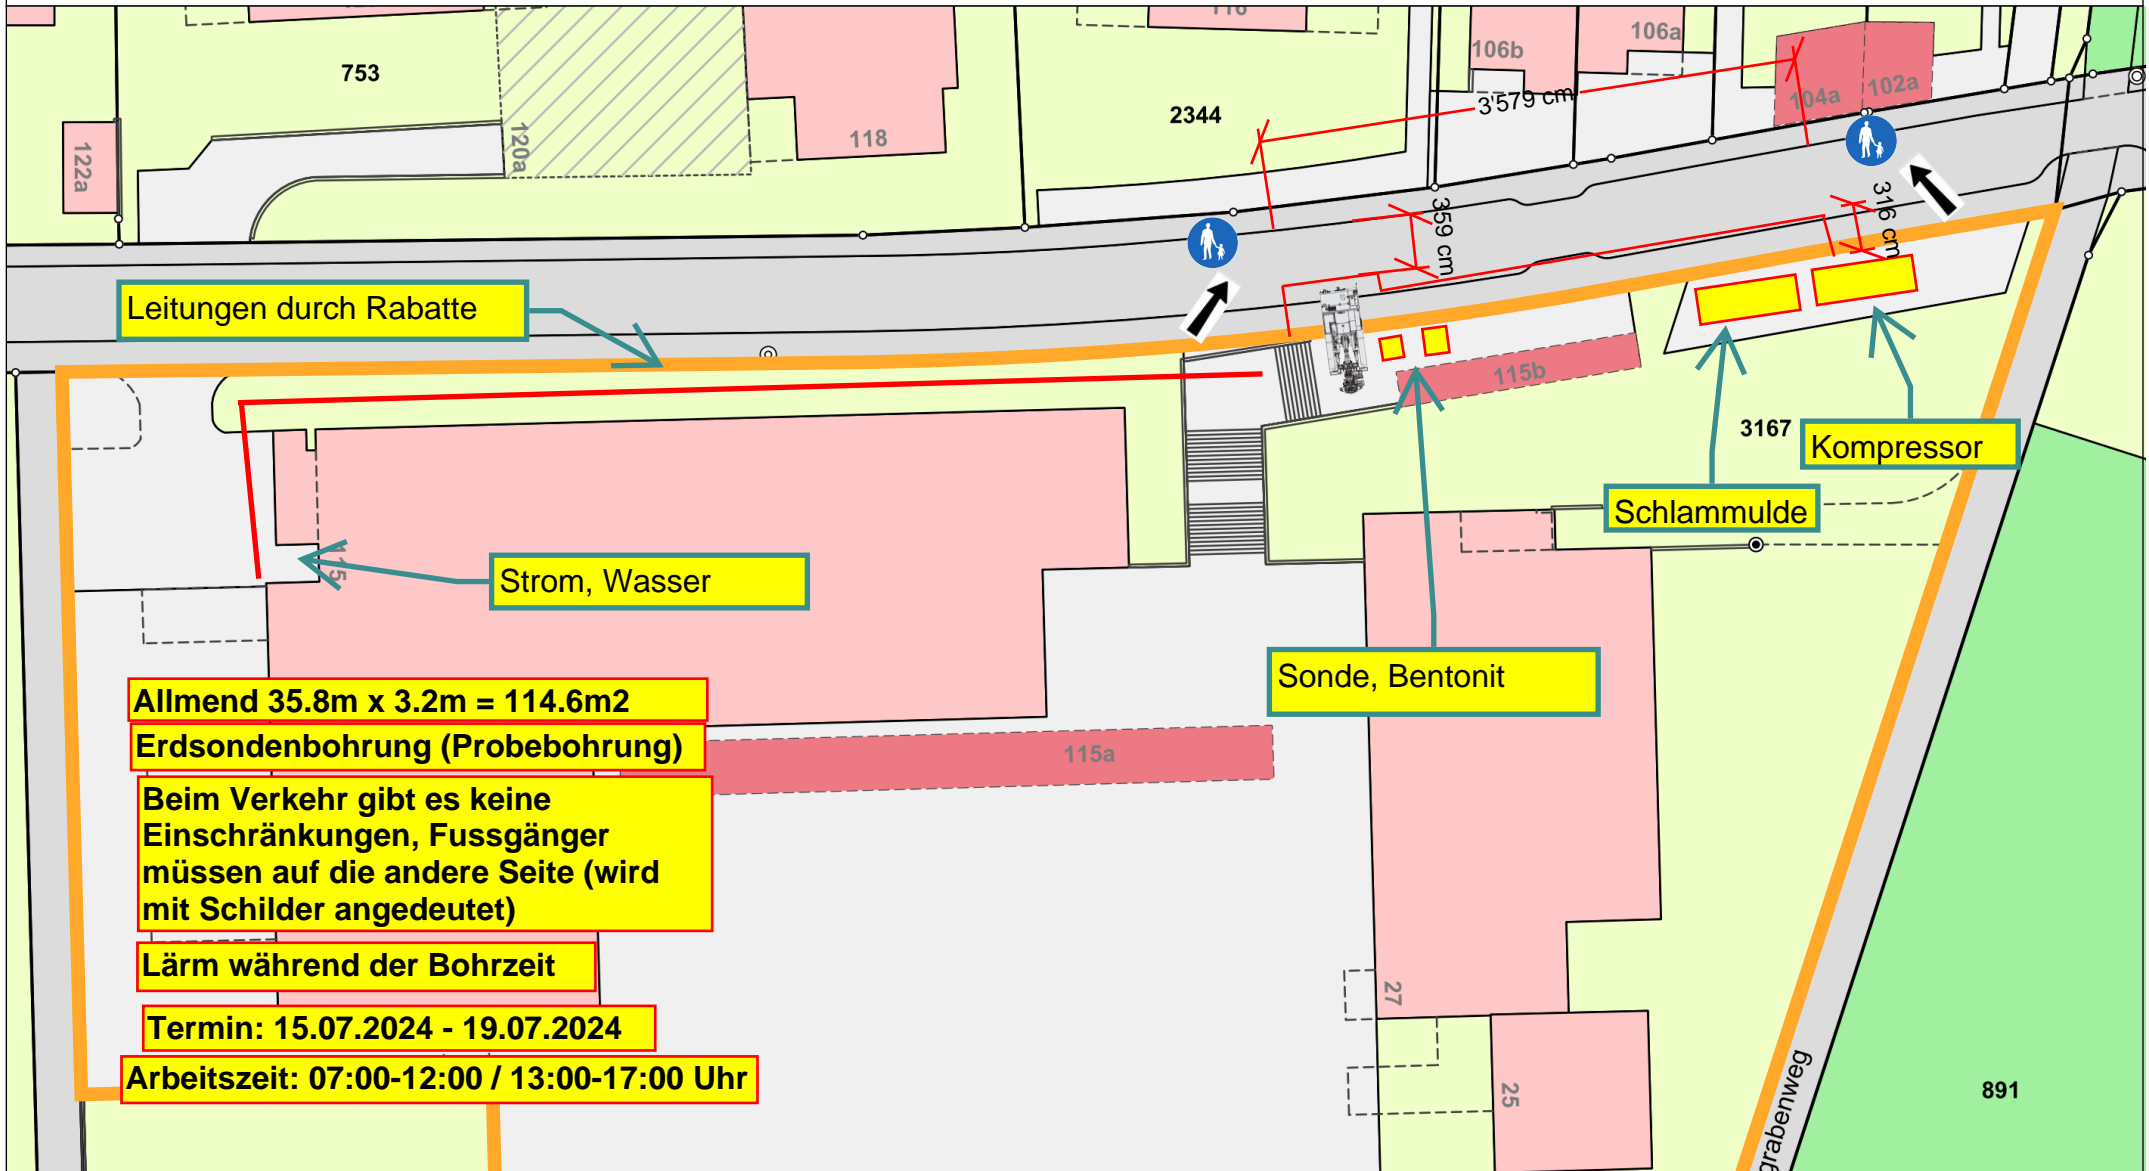 116
106b
106a
753
2344
3'579 cm
104a
102a
122a
120a
118
359 cm
316 cm
Leitungen durch Rabatte
115b
3167
Kompressor
Schlammulde
115
Strom, Wasser
Sonde, Bentonit
Allmend 35.8m x 3.2m = 114.6m2
Erdsondenbohrung (Probebohrung)
115a
Beim Verkehr gibt es keine
Einschränkungen, Fussgänger
müssen auf die andere Seite (wird
mit Schilder angedeutet)
Lärm während der Bohrzeit
27
Termin: 15.07.2024 - 19.07.2024
Arbeitszeit: 07:00-12:00 / 13:00-17:00 Uhr
25
grabenweg
891